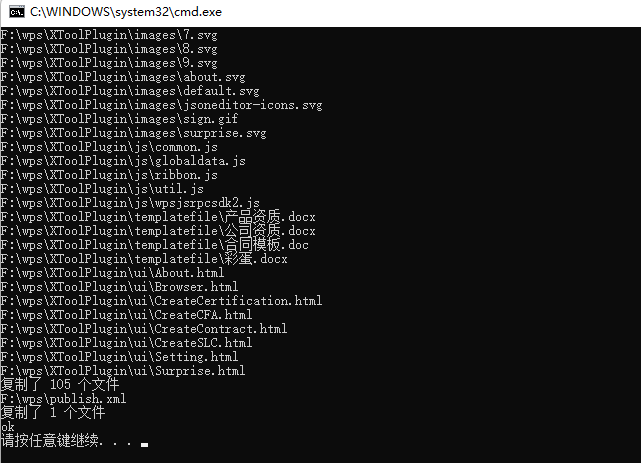 C:\WINDOWS\system32\cmd.exe
F:\wps\XToolPlugin\images\7.svg
F:\wps\XToolPlugin\images\8.svg
F:\wps\XToolPlugin\images\9.svg
F:\wps\XToolPlugin\images\about.svg
F:\wps\XToolPlugin\images\default.svg
F:\wps\XToolPlugin\images\jsoneditor-icons.svg
F:\wps\XToolPlugin\images\sign.gif
F:\wps\XToolPlugin\images\surprise.svg
F:\wps\XToolPlugin\js\common.js
F:\wps\XToolPlugin\js\globaldata.js
F:\wps\XToolPlugin\js\ribbon.js
F:\wps\XToolPlugin\js\util.js
F:\wps\XToolPlugin\js\wpsjsrpcsdk2.js
F:\wps\XToolPlugin\templatefile\产品资质.docx
F:\wps\XToolPlugin\templatefile\公司资质.docx
F:\wps\XToolPlugin\templatefile\合同模板.doc
F:\wps\XToolPlugin\templatefile\彩蛋.docx
F:\wps\XToolPlugin\ui\About.html
F:\wps\XToolPlugin\ui\Browser.html
F:\wps\XToolPlugin\ui\CreateCertification.html
F:\wps\XToolPlugin\ui\CreateCFA.html
F:\wps\XToolPlugin\ui\CreateContract.html
F:\wps\XToolPlugin\ui\CreateSLC.html
F:\wps\XToolPlugin\ui\Setting.html
F:\wps\XToolPlugin\ui\Surprise.html
复制了 105 个文件
F:\wps\publish.xml
复制了 1 个文件
ok
请按任意键继续. . .